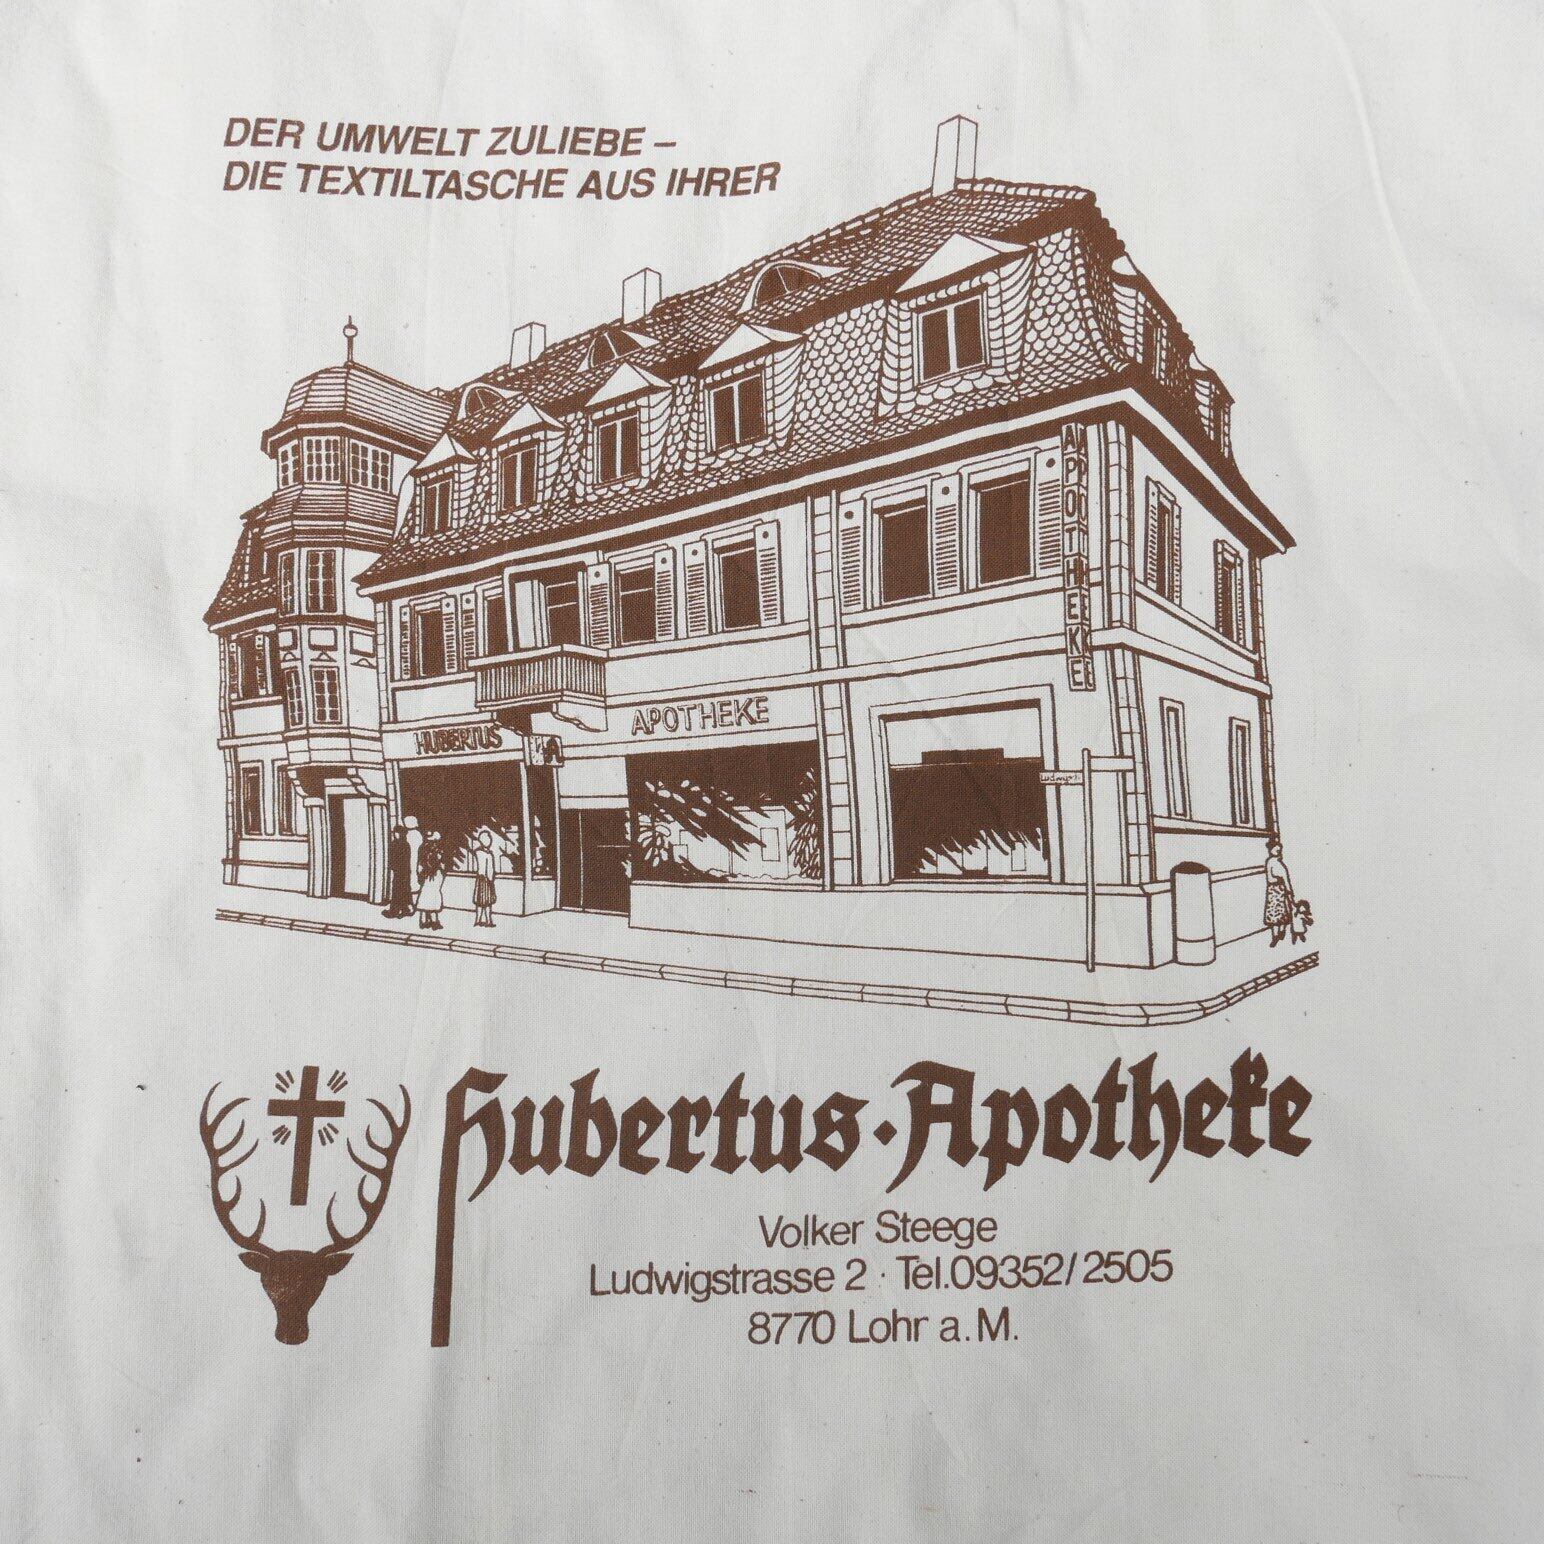 DER UMWELT ZULIEBE –
DIE TEXTILTASCHE AUS IHRER
APOTHEKE
HUBERTUS
APOTHEKE
Hubertus · Apotheke
Volker Steege
Ludwigstrasse 2 · Tel.09352/2505
8770 Lohr a.M.